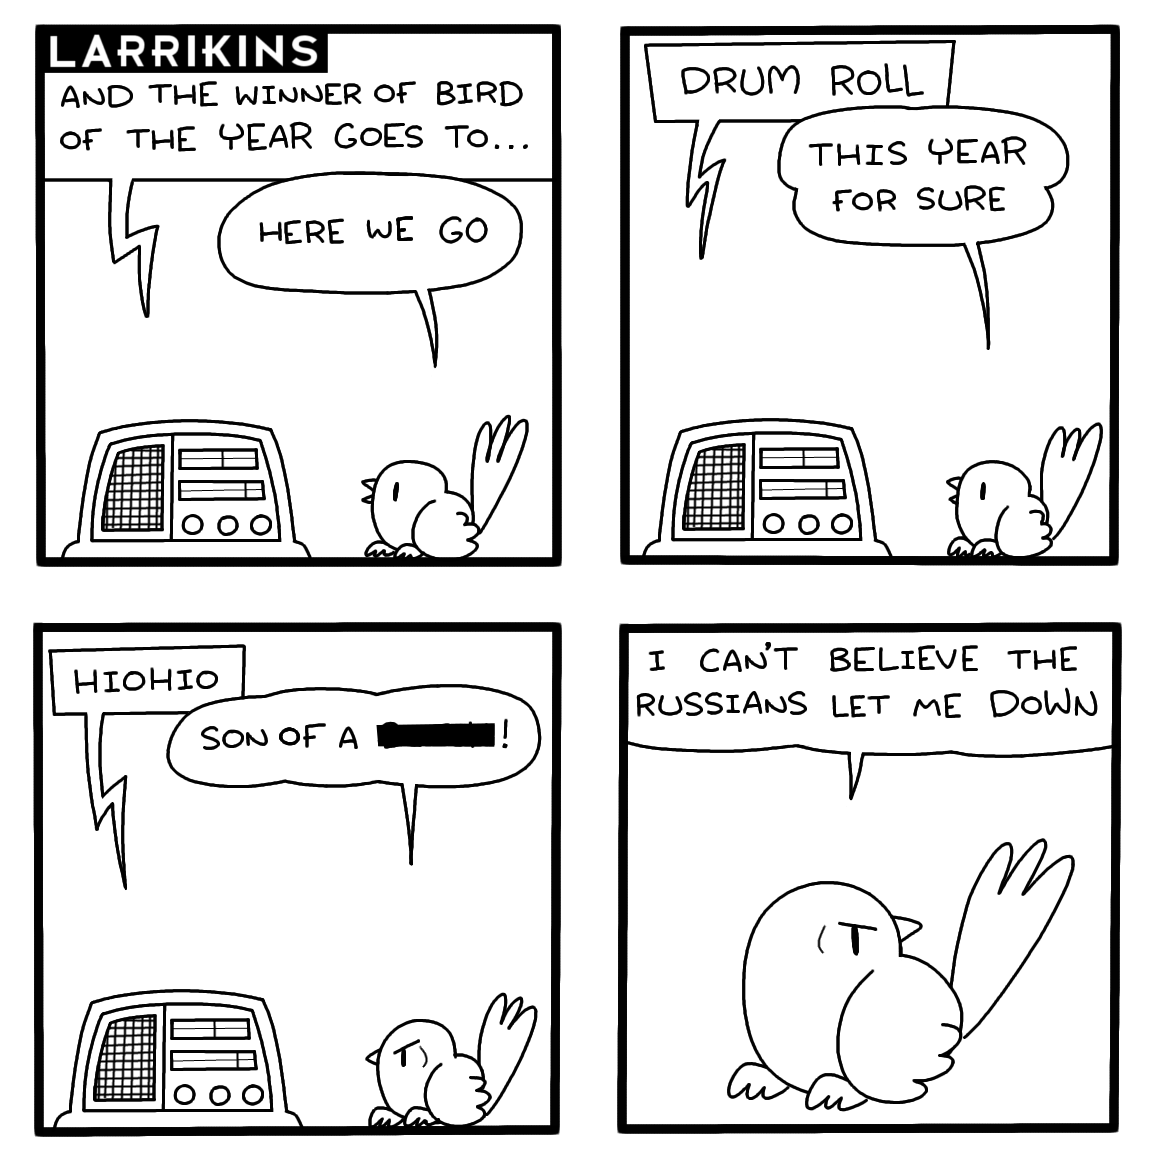 LARRIKINS
AND THE WINNER OF BIRD
OF THE YEAR GOES TO...
HERE WE GO
DRUM ROLL
THIS YEAR
FOR SURE
HIOHIO
SON OF A !
I CAN'T BELIEVE THE
RUSSIANS LET ME DOWN